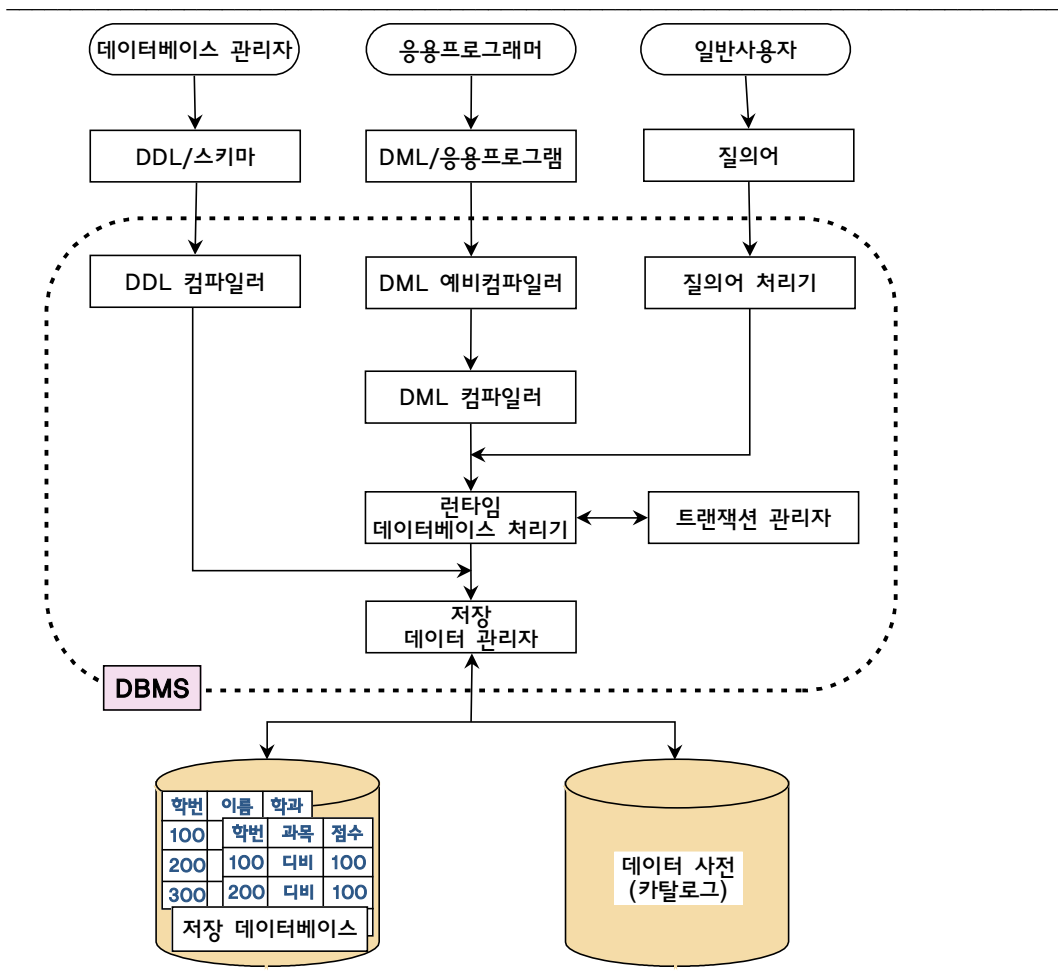 데이터베이스 관리자
응용프로그래머
일반사용자
DDL/스키마
DML/응용프로그램
질의어
DDL 컴파일러
DML 예비컴파일러
질의어 처리기
DML 컴파일러
런타임
데이터베이스 처리기
트랜잭션 관리자
저장
데이터 관리자
DBMS
학번 이름 학과
100
200
300
학번 과목 점수
100 디비 100
200 디비 100
저장 데이터베이스
데이터 사전
(카탈로그)